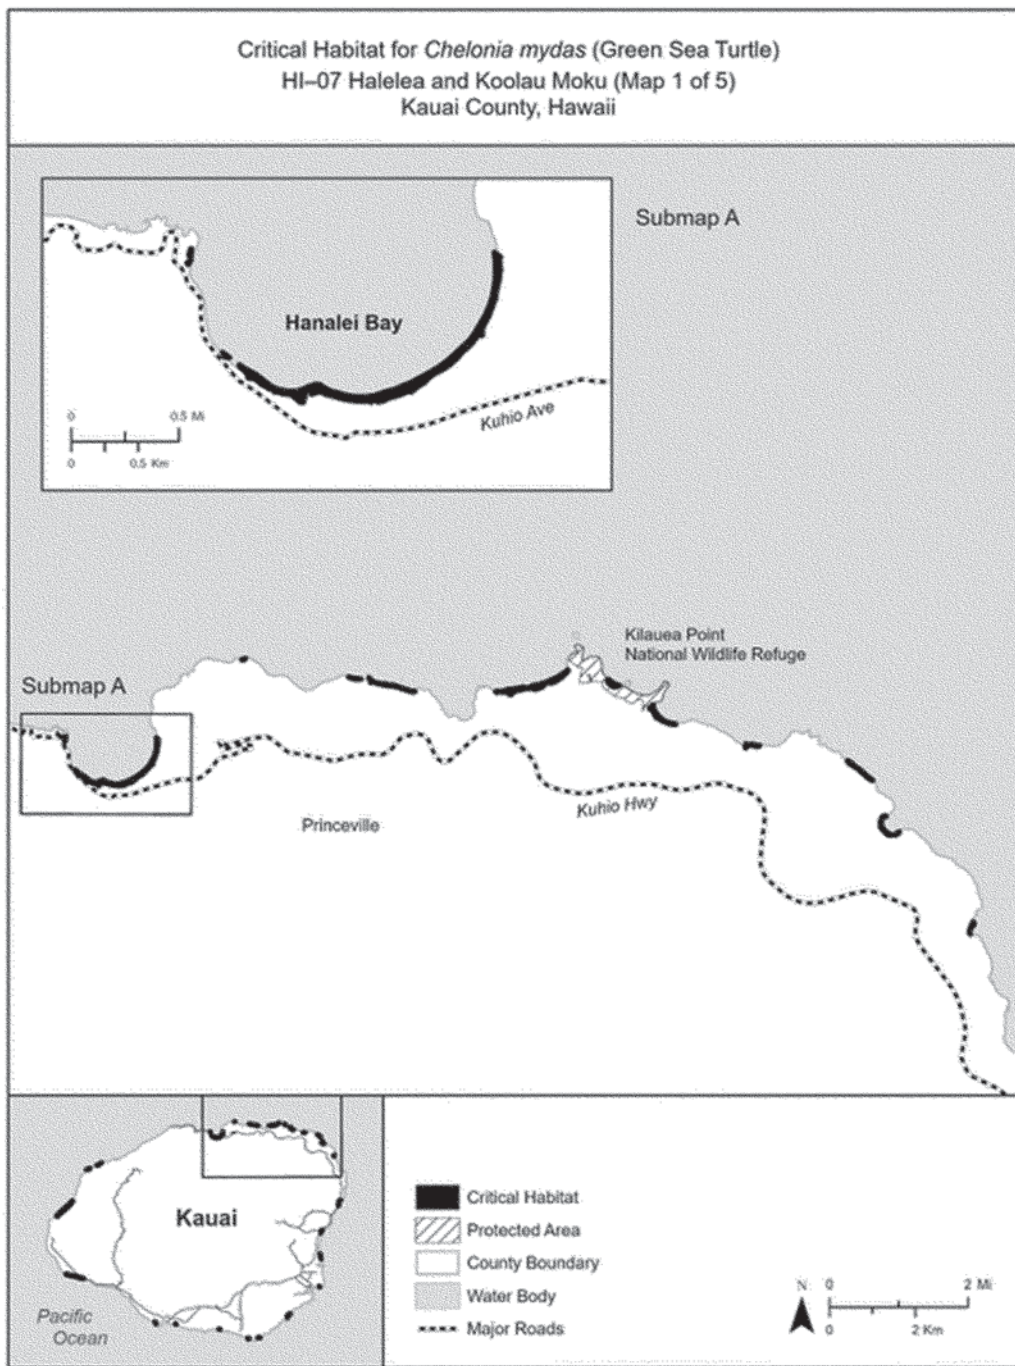 Critical Habitat for Chelonia mydas (Green Sea Turtle)
HI–07 Halelea and Koolau Moku (Map 1 of 5)
Kauai County, Hawaii
Submap A
Hanalei Bay
Kuhio Ave
0 0.5 Mi
0 0.5 Km
Kilauea Point
National Wildlife Refuge
Submap A
Kuhio Hwy
Princeville
Kauai
Pacific
Ocean
Critical Habitat
Protected Area
County Boundary
Water Body
Major Roads
N
0 2 Mi
0 2 Km